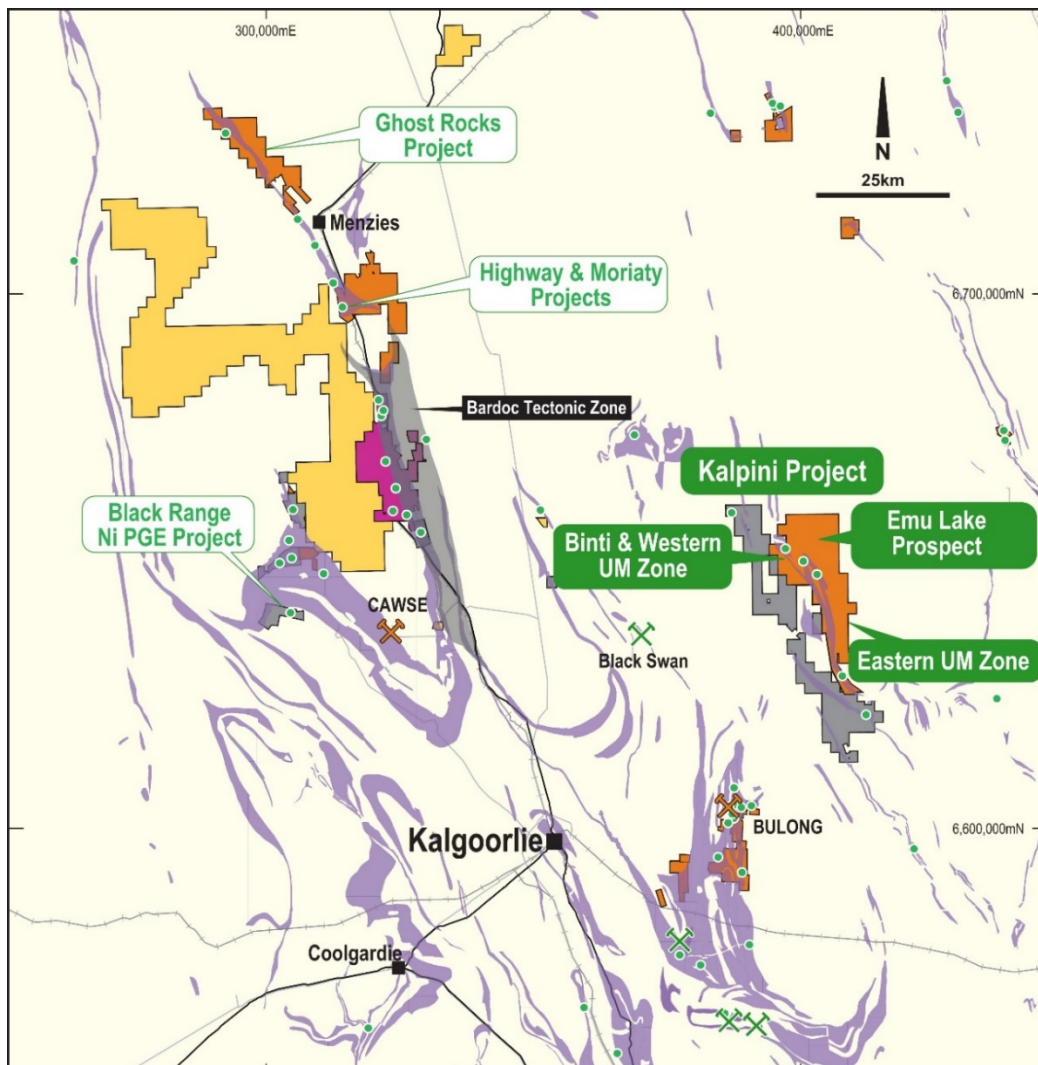 300,000mE
400,000mE
Ghost Rocks
Project
N
25km
Menzies
Highway & Moriaty
Projects
6,700,000mN
Bardoc Tectonic Zone
Kalpini Project
Black Range
Ni PGE Project
Binti & Western
UM Zone
Emu Lake
Prospect
CAWSE
Black Swan
Eastern UM Zone
Kalgoorlie
BULONG
6,600,000mN
Coolgardie